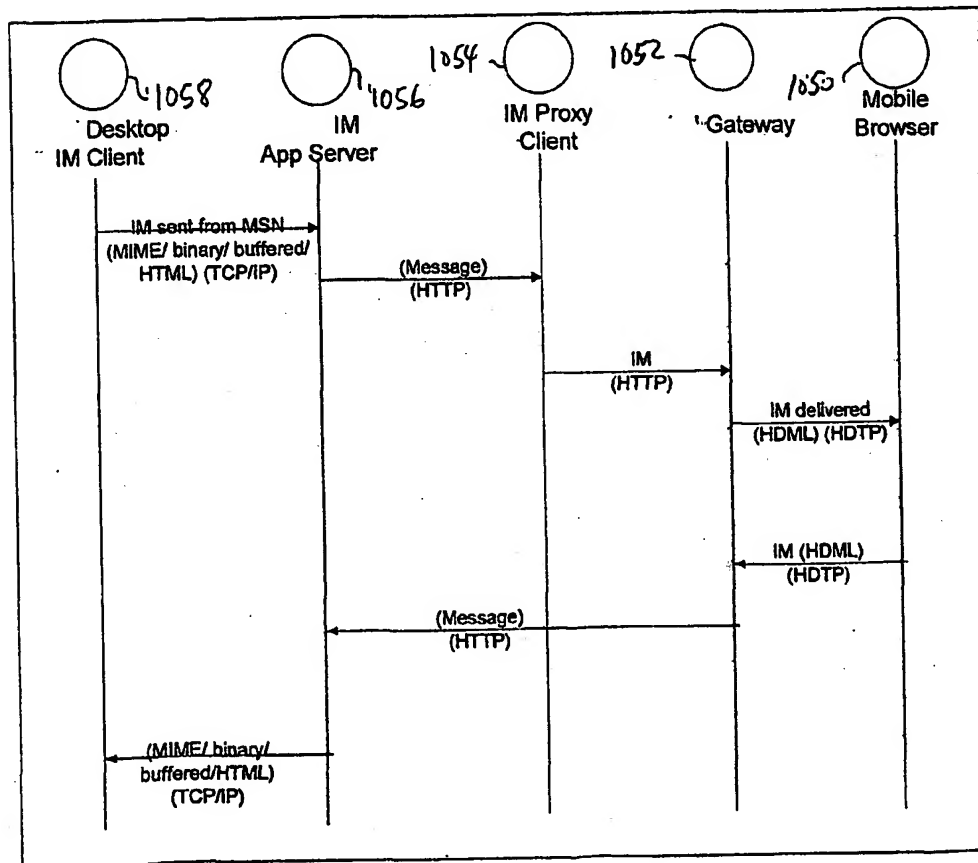 1058
1056
1054
1052
1050
Desktop
IM Client
IM
App Server
IM Proxy
Client
Gateway
Mobile
Browser
IM sent from MSN
(MIME/ binary/ buffered/
HTML) (TCP/IP)
(Message)
(HTTP)
IM
(HTTP)
IM delivered
(HDML) (HDTP)
IM (HDML)
(HDTP)
(Message)
(HTTP)
(MIME/ binary/
buffered/HTML)
(TCP/IP)